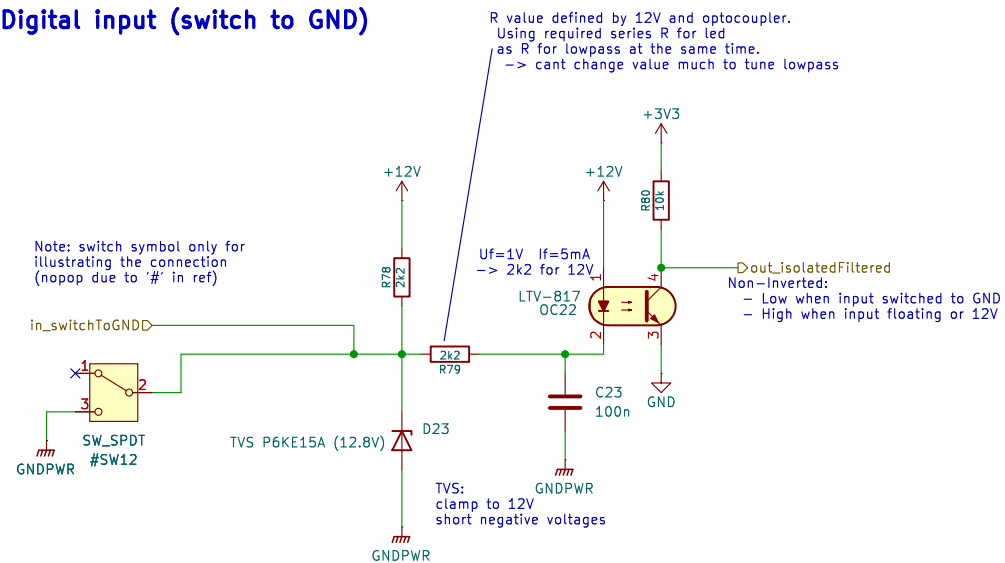 Digital input (switch to GND)
R value defined by 12V and optocoupler.
Using required series R for led
as R for lowpass at the same time.
-> cant change value much to tune lowpass
+3V3
+12V
+12V
R80
10k
Note: switch symbol only for
illustrating the connection
(nopop due to '#' in ref)
Uf=1V If=5mA
-> 2k2 for 12V
R78
2k2
1
4
out_isolatedFiltered
Non-Inverted:
- Low when input switched to GND
- High when input floating or 12V
LTV-817
OC22
in_switchToGND
2
3
2k2
R79
1
2
3
C23
100n
GND
D23
TVS P6KE15A (12.8V)
SW_SPDT
#SW12
GNDPWR
GNDPWR
TVS:
clamp to 12V
short negative voltages
GNDPWR